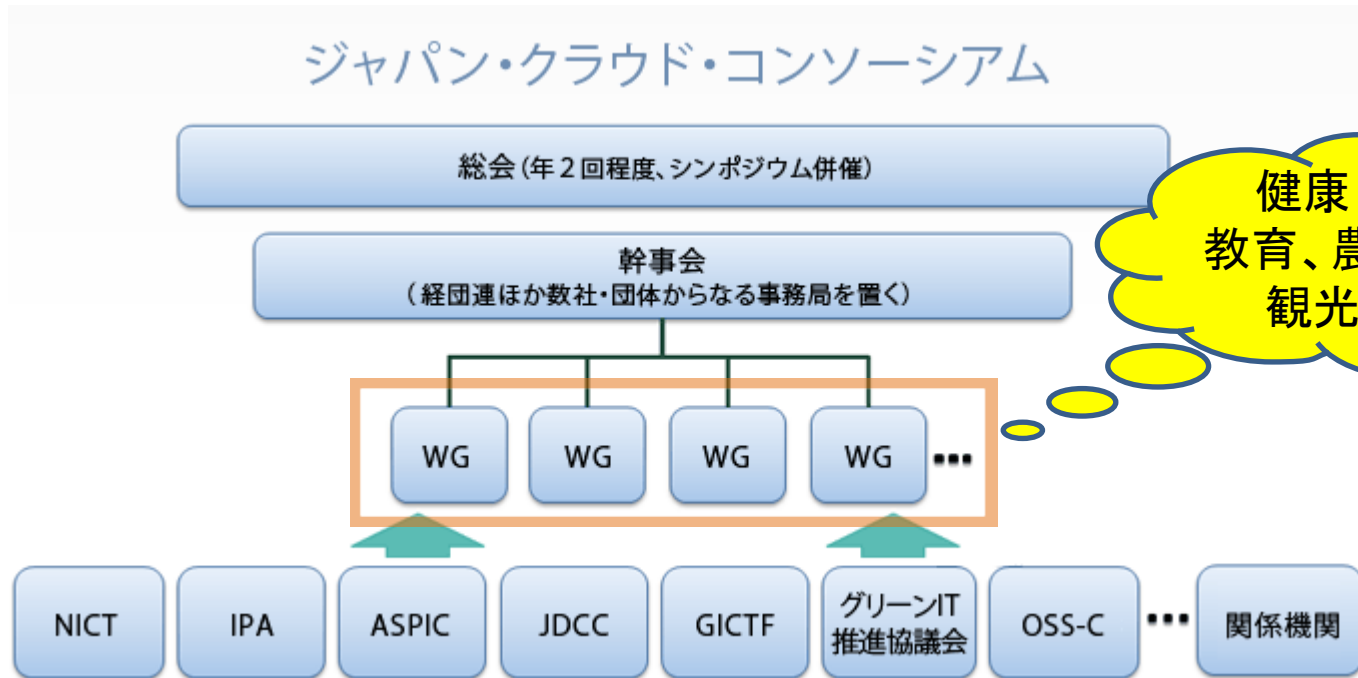 ジャパン・クラウド・コンソーシアム
総会（年２回程度、シンポジウム併催）
健康
教育、農
観光
幹事会
（経団連ほか数社・団体からなる事務局を置く）
WG
WG
WG
WG
…
NICT
IPA
ASPIC
JDCC
GICTF
グリーンIT
推進協議会
OSS-C
…
関係機関